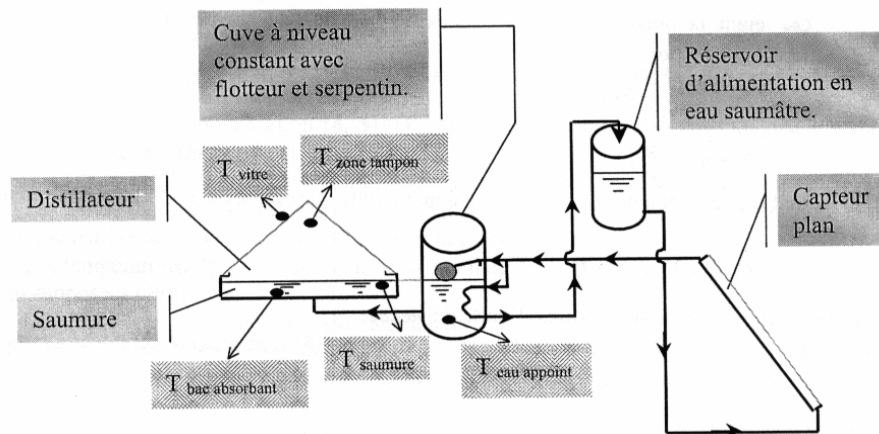 Cuve à niveau
constant avec
flotteur et serpentin.
Réservoir
d'alimentation en
eau saumâtre.
T vitre
T zone tampon
Distillateur
Capteur
plan
Saumure
T bac absorbant
T saumure
T eau appoint